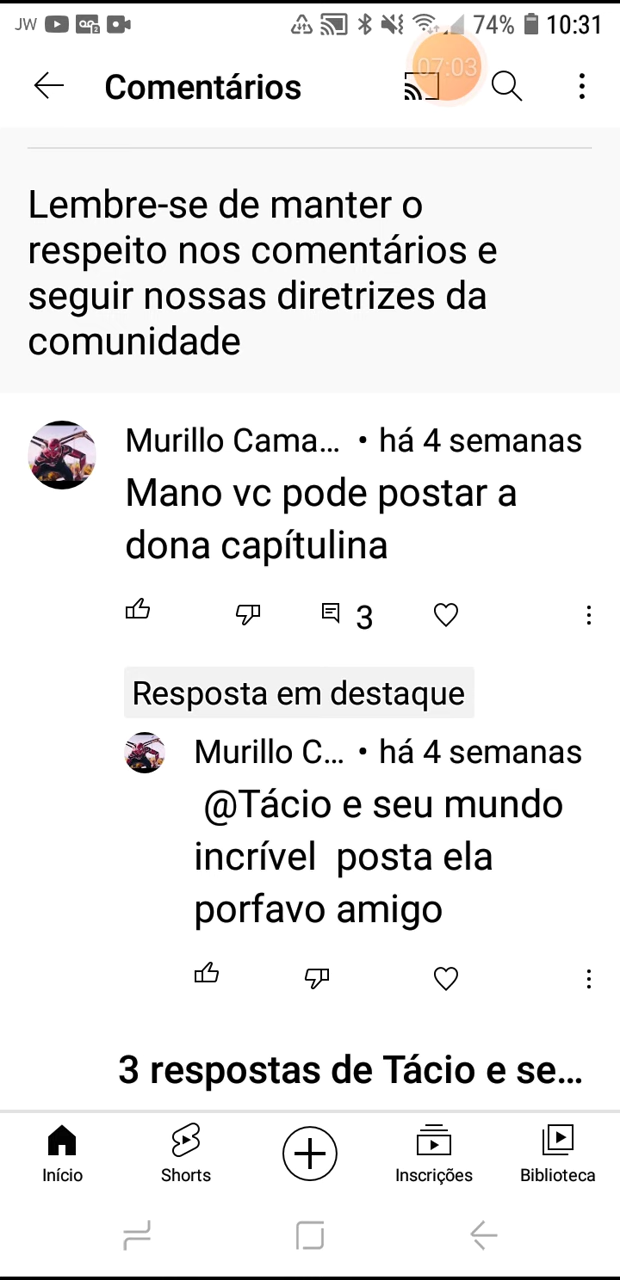 JW 74% 10:31
07:03
Comentários
Lembre-se de manter o
respeito nos comentários e
seguir nossas diretrizes da
comunidade
Murillo Cama... • há 4 semanas
Mano vc pode postar a
dona capítulina
3
Resposta em destaque
Murillo C... • há 4 semanas
@Tácio e seu mundo
incrível posta ela
porfavo amigo
3 respostas de Tácio e se...
Início Shorts Inscrições Biblioteca